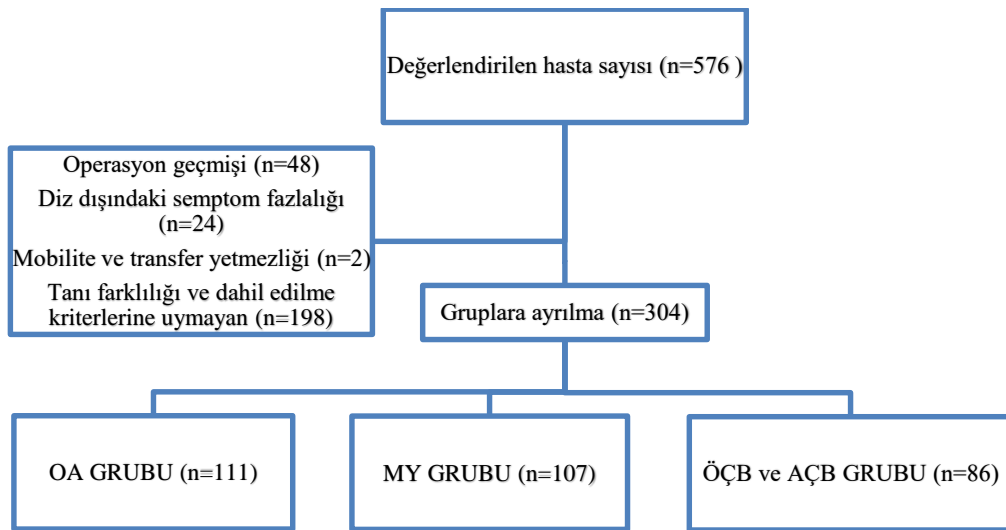 Değerlendirilen hasta sayısı (n=576 )
Operasyon geçmişi (n=48)
Diz dışındaki semptom fazlalığı
(n=24)
Mobilite ve transfer yetmezliği (n=2)
Tanı farklılığı ve dahil edilme
kriterlerine uymayan (n=198)
Gruplara ayrılma (n=304)
OA GRUBU (n=111)
MY GRUBU (n=107)
ÖÇB ve AÇB GRUBU (n=86)